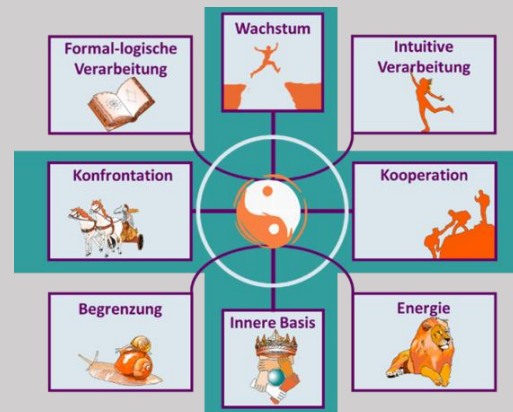 Formal-logische
Verarbeitung
Wachstum
Intuitive
Verarbeitung
Konfrontation
Kooperation
Begrenzung
Innere Basis
Energie